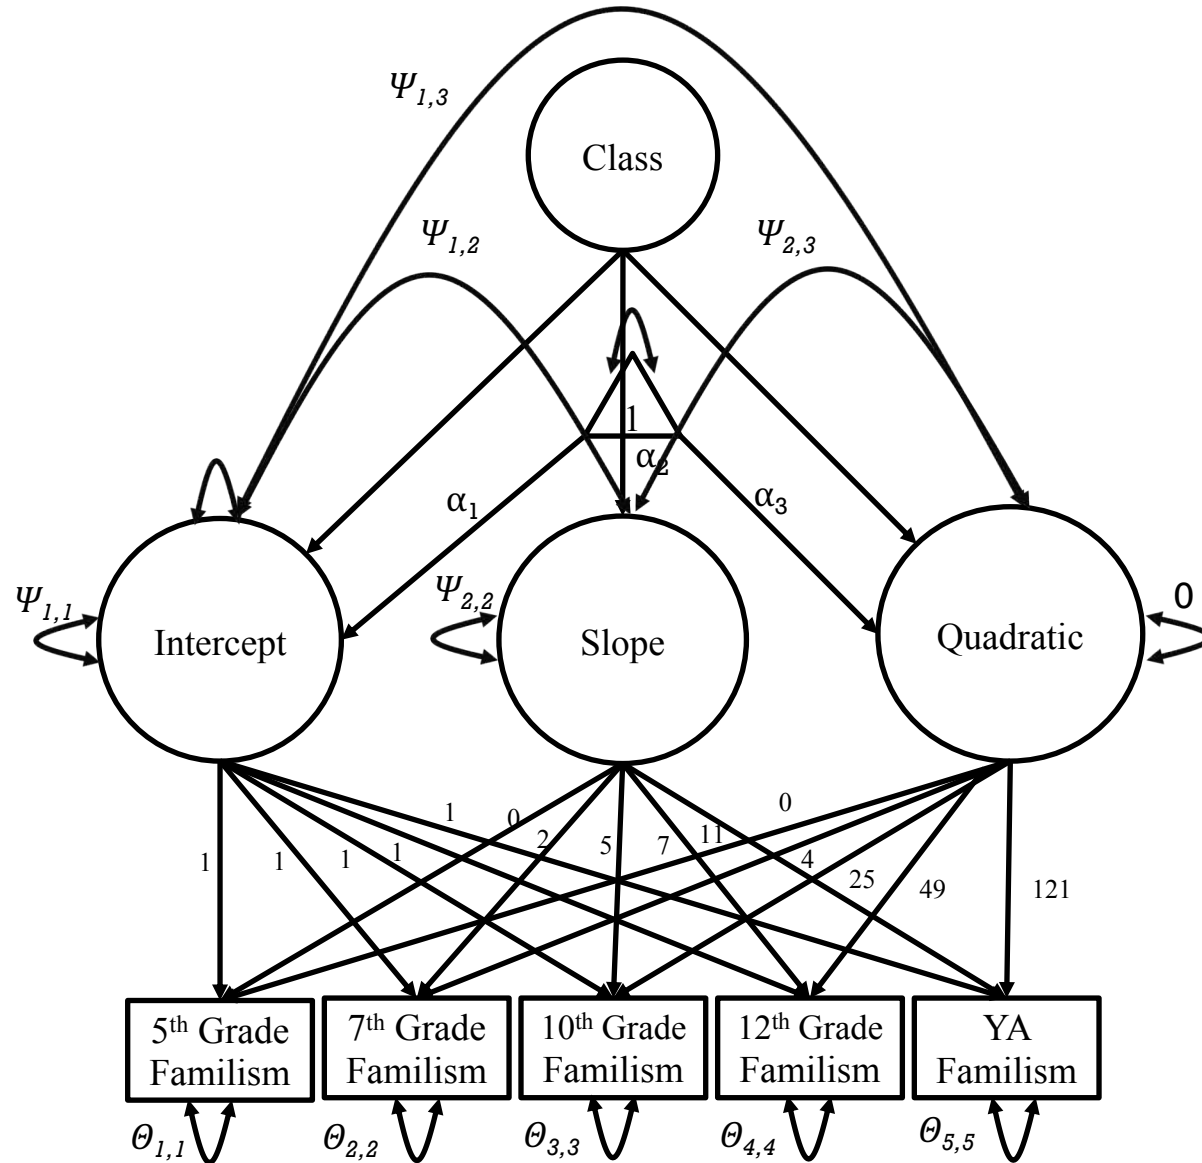 Ψ1,3
Class
Ψ1,2
Ψ2,3
1
α2
α1
α3
Ψ1,1
Ψ2,2
0
Intercept
Slope
Quadratic
1 0 0
1 1 1 1 2 5 7 11 4 25 49 121
5th Grade Familism
7th Grade Familism
10th Grade Familism
12th Grade Familism
YA Familism
Θ1,1
Θ2,2
Θ3,3
Θ4,4
Θ5,5